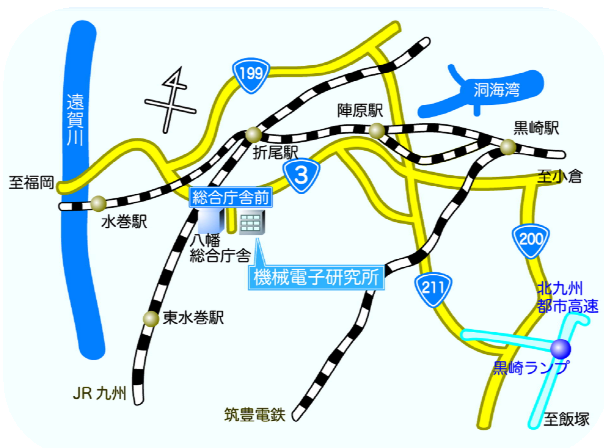 199
洞海湾
遠賀川
陣原駅
黒崎駅
折尾駅
3
至福岡
至小倉
総合庁舎前
水巻駅
八幡
総合庁舎
200
機械電子研究所
211
北九州
都市高速
東水巻駅
黒崎ランプ
JR九州
筑豊電鉄
至飯塚